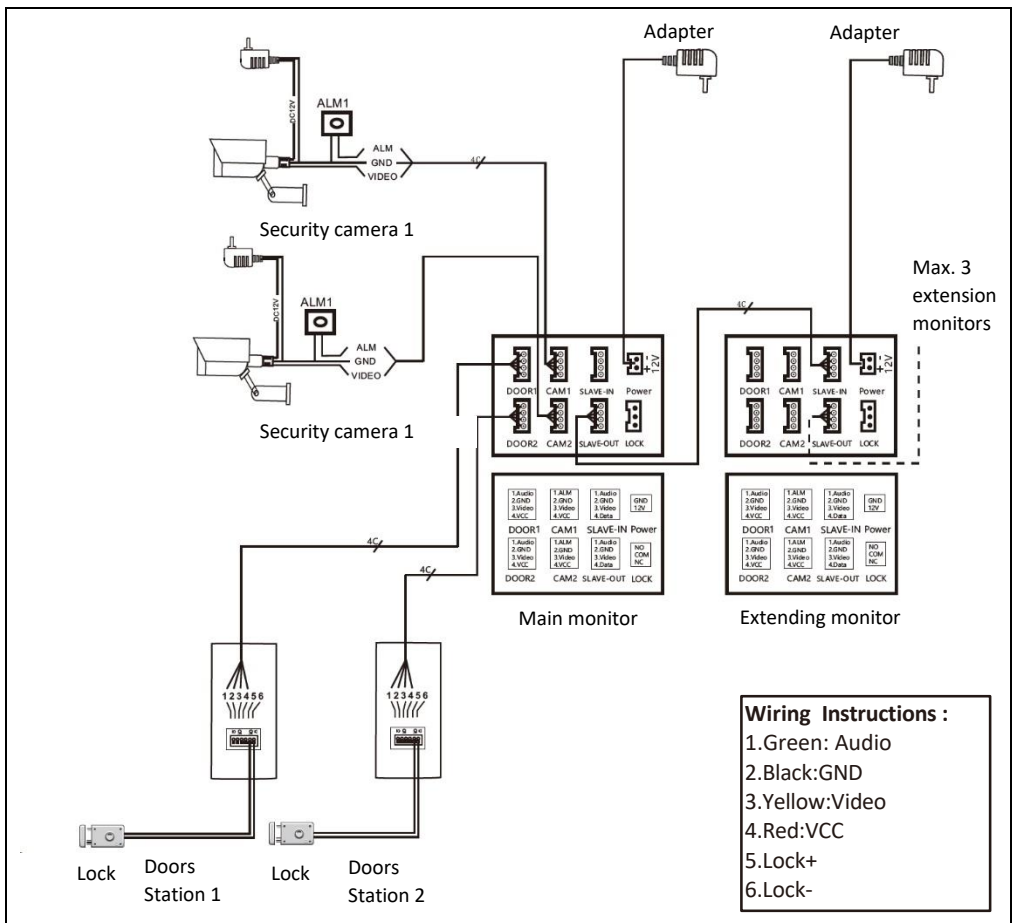 Adapter
Adapter
DC12V
ALM1
ALM
GND
VIDEO
4C
Security camera 1
DC12V
ALM1
ALM
GND
VIDEO
Security camera 1
4C
Max. 3
extension
monitors
DOOR1 CAM1 SLAVE-IN Power
- + 12V
DOOR2 CAM2 SLAVE-OUT LOCK
DOOR1 CAM1 SLAVE-IN Power
- + 12V
DOOR2 CAM2 SLAVE-OUT LOCK
1.Audio 1.ALM 1.Audio
2.GND 2.GND 2.GND GND
3.Video 3.Video 3.Video 12V
4.VCC 4.VCC 4.Data
DOOR1 CAM1 SLAVE-IN Power
1.Audio 1.ALM 1.Audio NO
2.GND 2.GND 2.GND COM
3.Video 3.Video 3.Video NC
4.VCC 4.VCC 4.Data
DOOR2 CAM2 SLAVE-OUT LOCK
Main monitor
1.Audio 1.ALM 1.Audio
2.GND 2.GND 2.GND GND
3.Video 3.Video 3.Video 12V
4.VCC 4.VCC 4.Data
DOOR1 CAM1 SLAVE-IN Power
1.Audio 1.ALM 1.Audio NO
2.GND 2.GND 2.GND COM
3.Video 3.Video 3.Video NC
4.VCC 4.VCC 4.Data
DOOR2 CAM2 SLAVE-OUT LOCK
Extending monitor
4C
4C
123456
123456
Lock
Doors
Station 1
Lock
Doors
Station 2
Wiring Instructions :
1.Green: Audio
2.Black:GND
3.Yellow:Video
4.Red:VCC
5.Lock+
6.Lock-